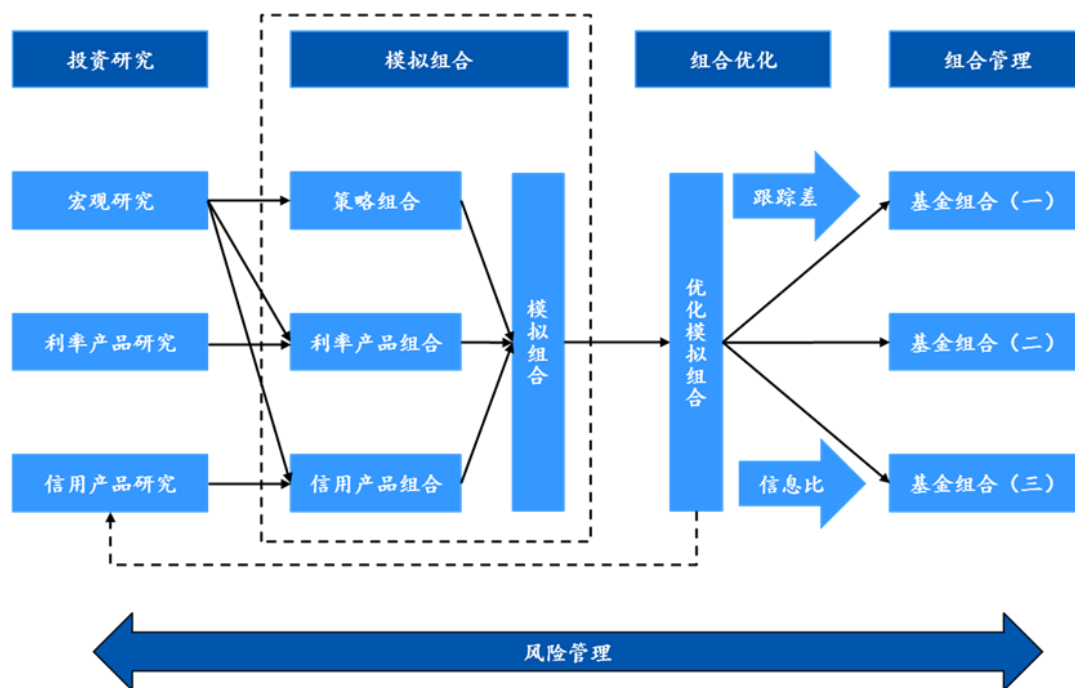 投资研究
模拟组合
组合优化
组合管理
宏观研究
策略组合
跟踪差
基金组合（一）
利率产品研究
利率产品组合
模拟组合
优化模拟组合
基金组合（二）
信用产品研究
信用产品组合
信息比
基金组合（三）
风险管理